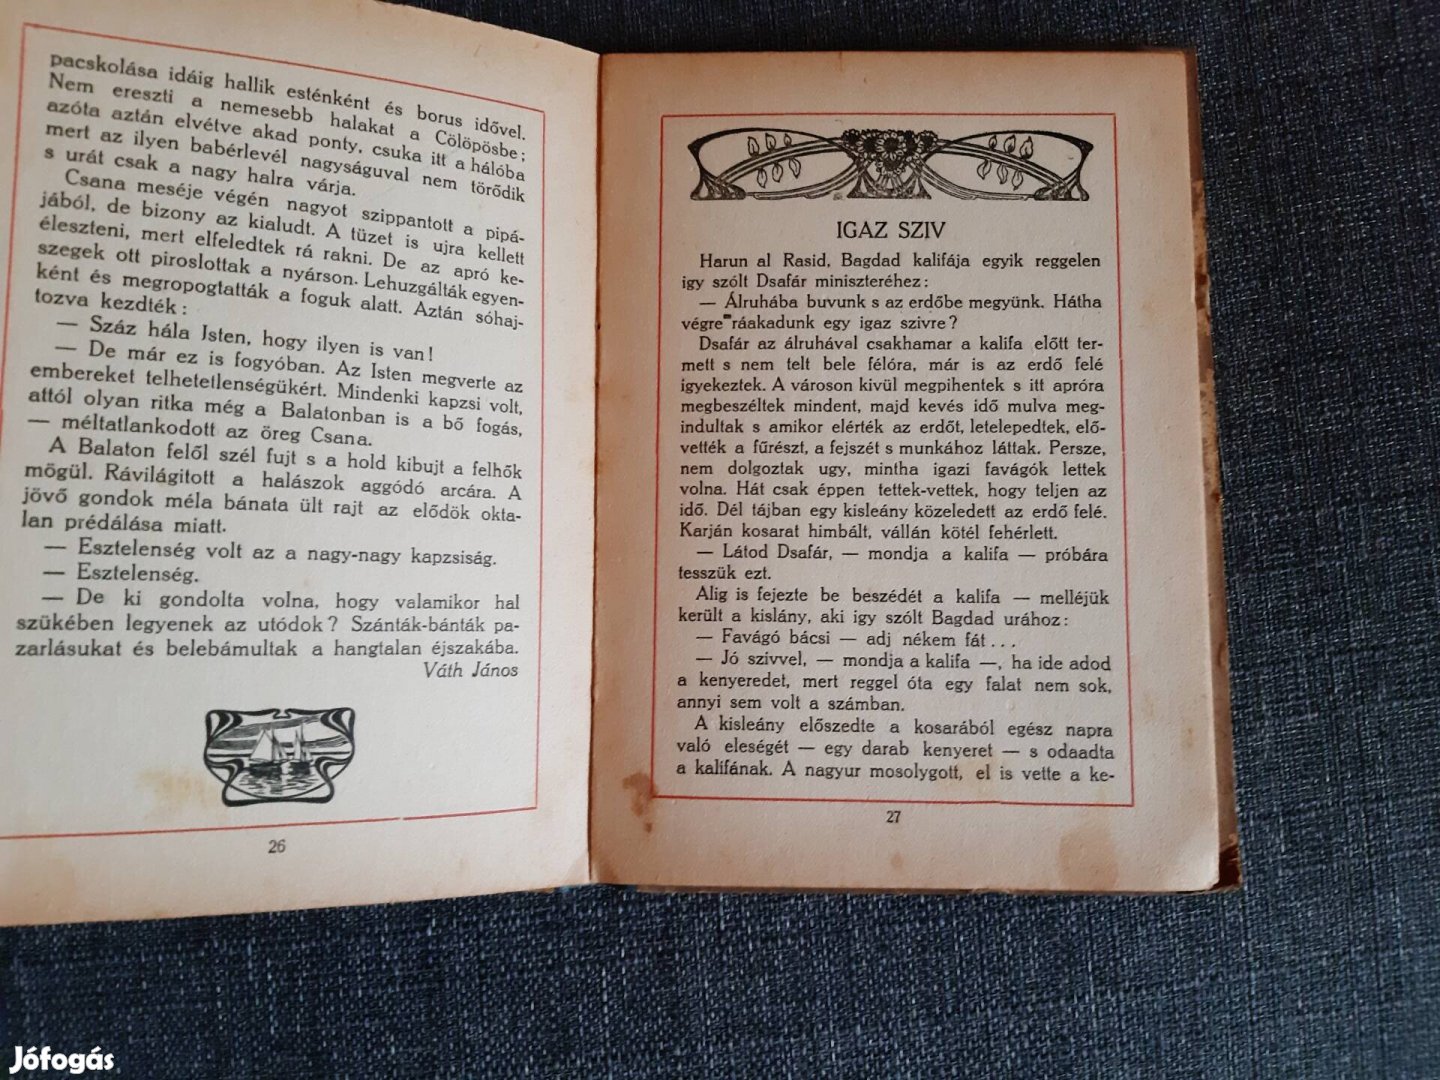 pacskolása idáig hallik esténként és borus idővel.
Nem ereszti a nemesebb halakat a Cölöpösbe;
azóta aztán elvétve akad ponty, csuka itt a hálóba
mert az ilyen babérlevél nagyságuval nem törődik
s urát csak a nagy halra várja.
Csana meséje végén nagyot szippantott a pipá-
jából, de bizony az kialudt. A tüzet is ujra kellett
éleszteni, mert elfeledtek rá rakni. De az apró ke-
szegek ott piroslottak a nyárson. Lehuzgálták egyen-
ként és megropogtatták a foguk alatt. Aztán sóhaj-
tozva kezdték:
— Száz hála Isten, hogy ilyen is van!
— De már ez is fogyóban. Az Isten megverte az
embereket telhetetlenségükért. Mindenki kapzsi volt,
attól olyan ritka még a Balatonban is a bő fogás,
— méltatlankodott az öreg Csana.
A Balaton felől szél fujt s a hold kibujt a felhők
mögül. Rávilágitott a halászok aggódó arcára. A
jövő gondok méla bánata ült rajt az elődök okta-
lan prédálása miatt.
— Esztelenség volt az a nagy-nagy kapzsiság.
— Esztelenség.
— De ki gondolta volna, hogy valamikor hal
szükében legyenek az utódok? Szánták-bánták pa-
zarlásukat és belebámultak a hangtalan éjszakába.
Váth János
26
IGAZ SZIV
Harun al Rasid, Bagdad kalifája egyik reggelen
igy szólt Dsafár miniszteréhez:
— Álruhába buvunk s az erdőbe megyünk. Hátha
végre ráakadunk egy igaz szivre?
Dsafár az álruhával csakhamar a kalifa előtt ter-
mett s nem telt bele félóra, már is az erdő felé
igyekeztek. A városon kivül megpihentek s itt apróra
megbeszéltek mindent, majd kevés idő mulva meg-
indultak s amikor elérték az erdőt, letelepedtek, elő-
vették a fűrészt, a fejszét s munkához láttak. Persze,
nem dolgoztak ugy, mintha igazi favágók lettek
volna. Hát csak éppen tettek-vettek, hogy teljen az
idő. Dél tájban egy kisleány közeledett az erdő felé.
Karján kosarat himbált, vállán kötél fehérlett.
— Látod Dsafár, — mondja a kalifa — próbára
tesszük ezt.
Alig is fejezte be beszédét a kalifa — melléjük
került a kislány, aki igy szólt Bagdad urához:
— Favágó bácsi — adj nékem fát...
— Jó szivvel, — mondja a kalifa —, ha ide adod
a kenyeredet, mert reggel óta egy falat nem sok,
annyi sem volt a számban.
A kisleány előszedte a kosarából egész napra
való eleségét — egy darab kenyeret — s odaadta
a kalifának. A nagyur mosolygott, el is vette a ke-
27
Jófogás